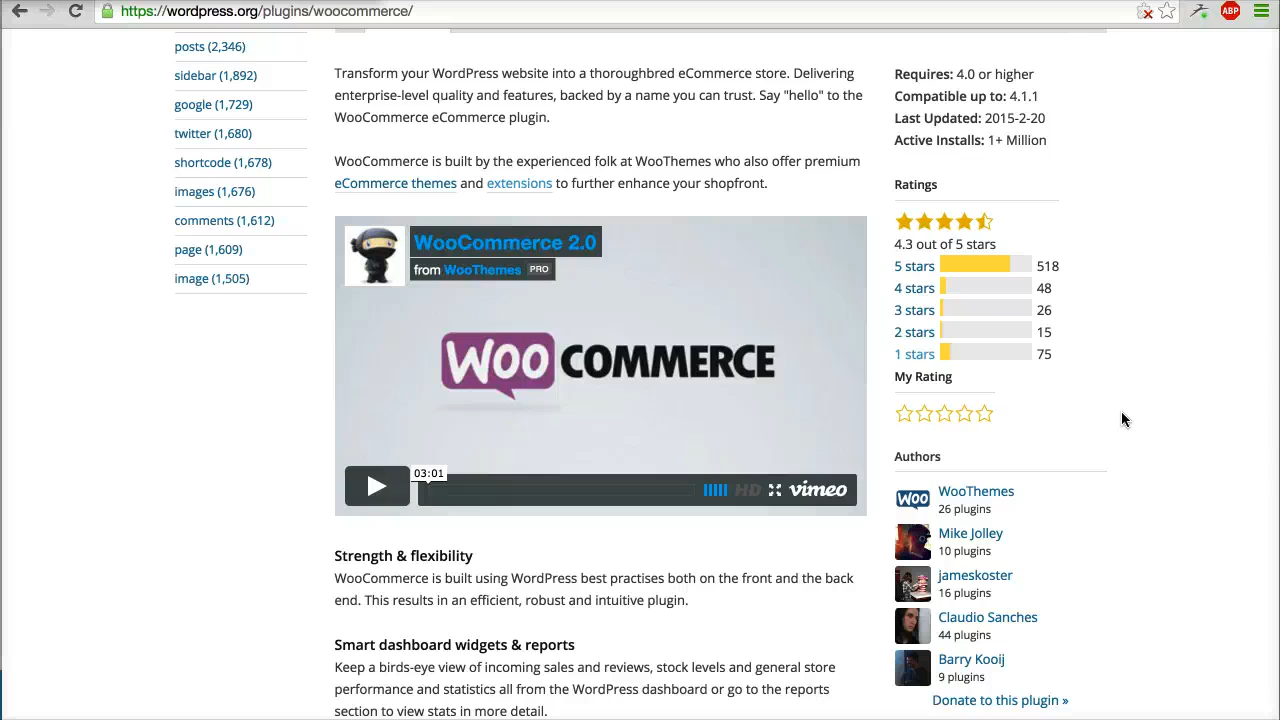 https://wordpress.org/plugins/woocommerce/
ABP
posts (2,346)
sidebar (1,892)
google (1,729)
twitter (1,680)
shortcode (1,678)
images (1,676)
comments (1,612)
page (1,609)
image (1,505)
Transform your WordPress website into a thoroughbred eCommerce store. Delivering
enterprise-level quality and features, backed by a name you can trust. Say "hello" to the
WooCommerce eCommerce plugin.
WooCommerce is built by the experienced folk at WooThemes who also offer premium
eCommerce themes and extensions to further enhance your shopfront.
WooCommerce 2.0
from WooThemes PRO
WOO COMMERCE
03:01
HD vimeo
Strength & flexibility
WooCommerce is built using WordPress best practises both on the front and the back
end. This results in an efficient, robust and intuitive plugin.
Smart dashboard widgets & reports
Keep a birds-eye view of incoming sales and reviews, stock levels and general store
performance and statistics all from the WordPress dashboard or go to the reports
section to view stats in more detail.
Requires: 4.0 or higher
Compatible up to: 4.1.1
Last Updated: 2015-2-20
Active Installs: 1+ Million
Ratings
4.3 out of 5 stars
5 stars 518
4 stars 48
3 stars 26
2 stars 15
1 stars 75
My Rating
Authors
WOO
WooThemes
26 plugins
Mike Jolley
10 plugins
jameskoster
16 plugins
Claudio Sanches
44 plugins
Barry Kooij
9 plugins
Donate to this plugin »